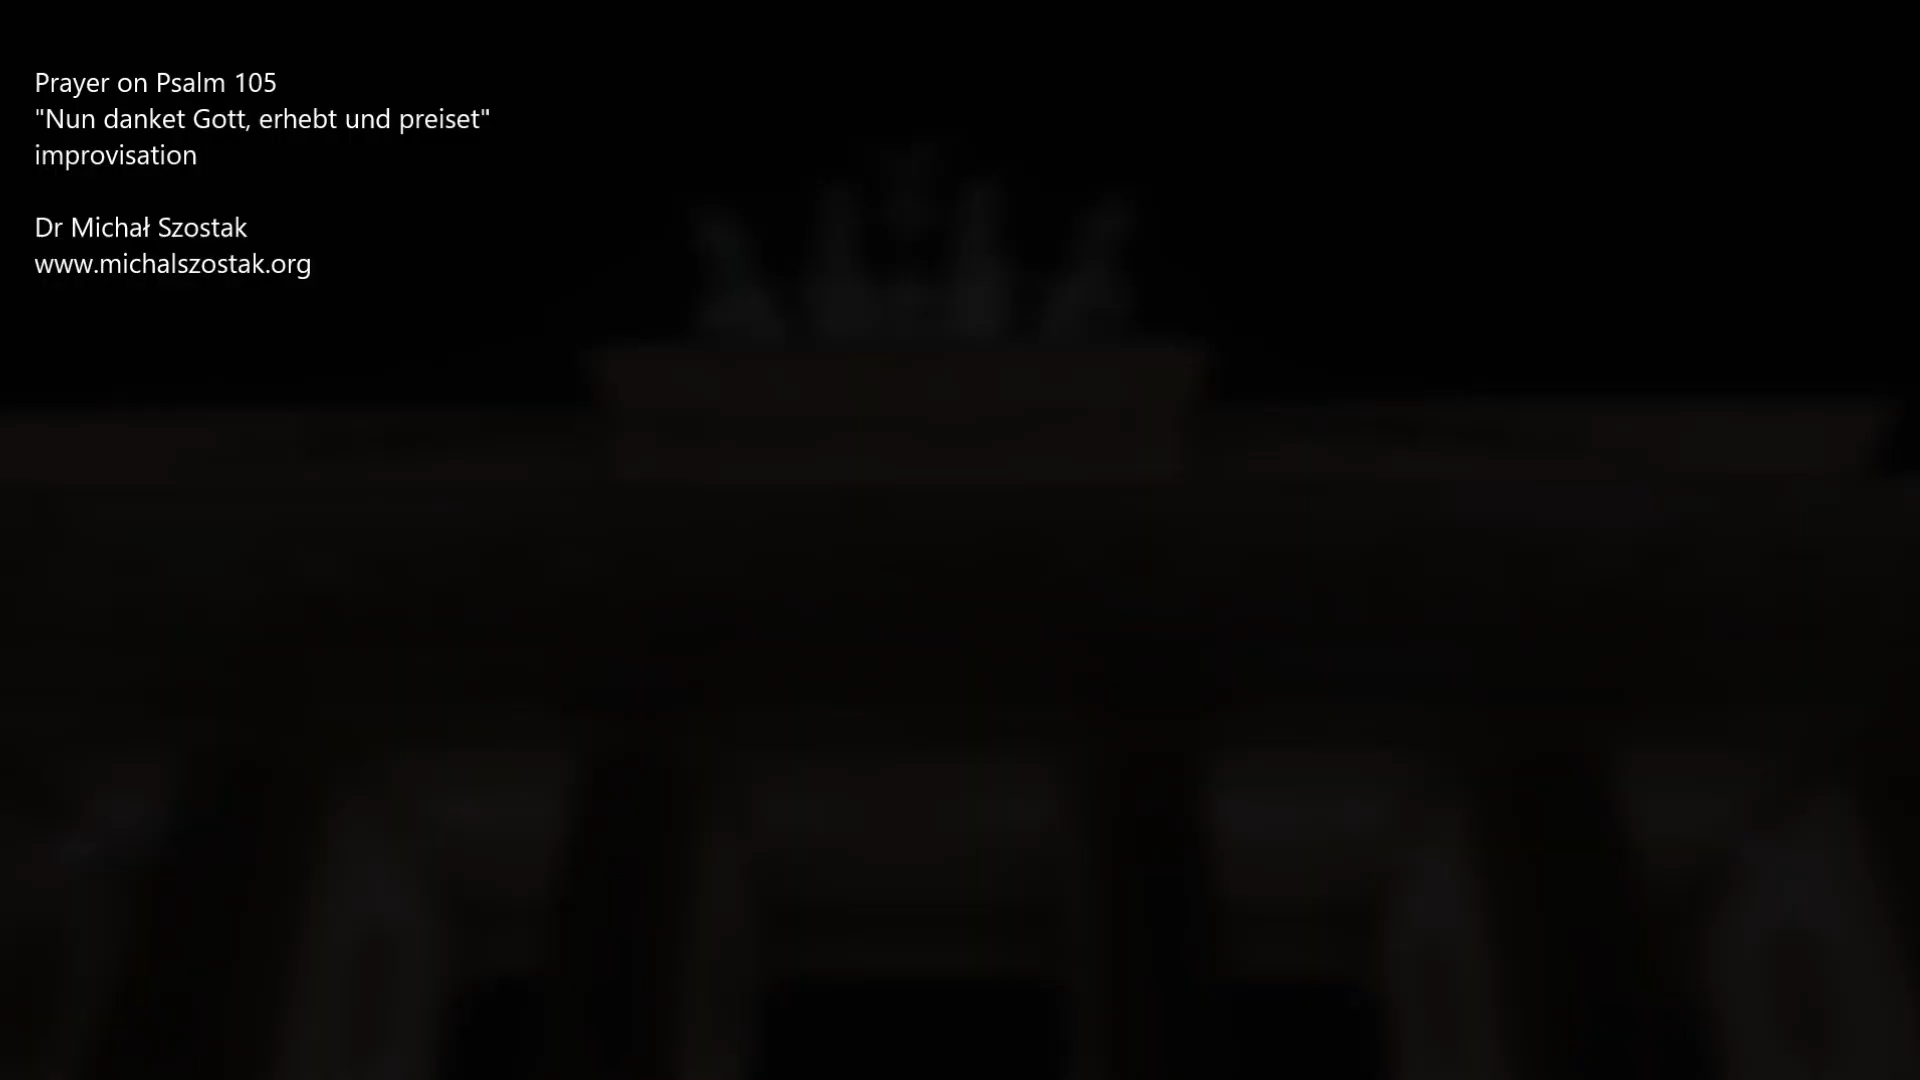 Prayer on Psalm 105
"Nun danket Gott, erhebt und preiset"
improvisation
Dr Michał Szostak
www.michalszostak.org